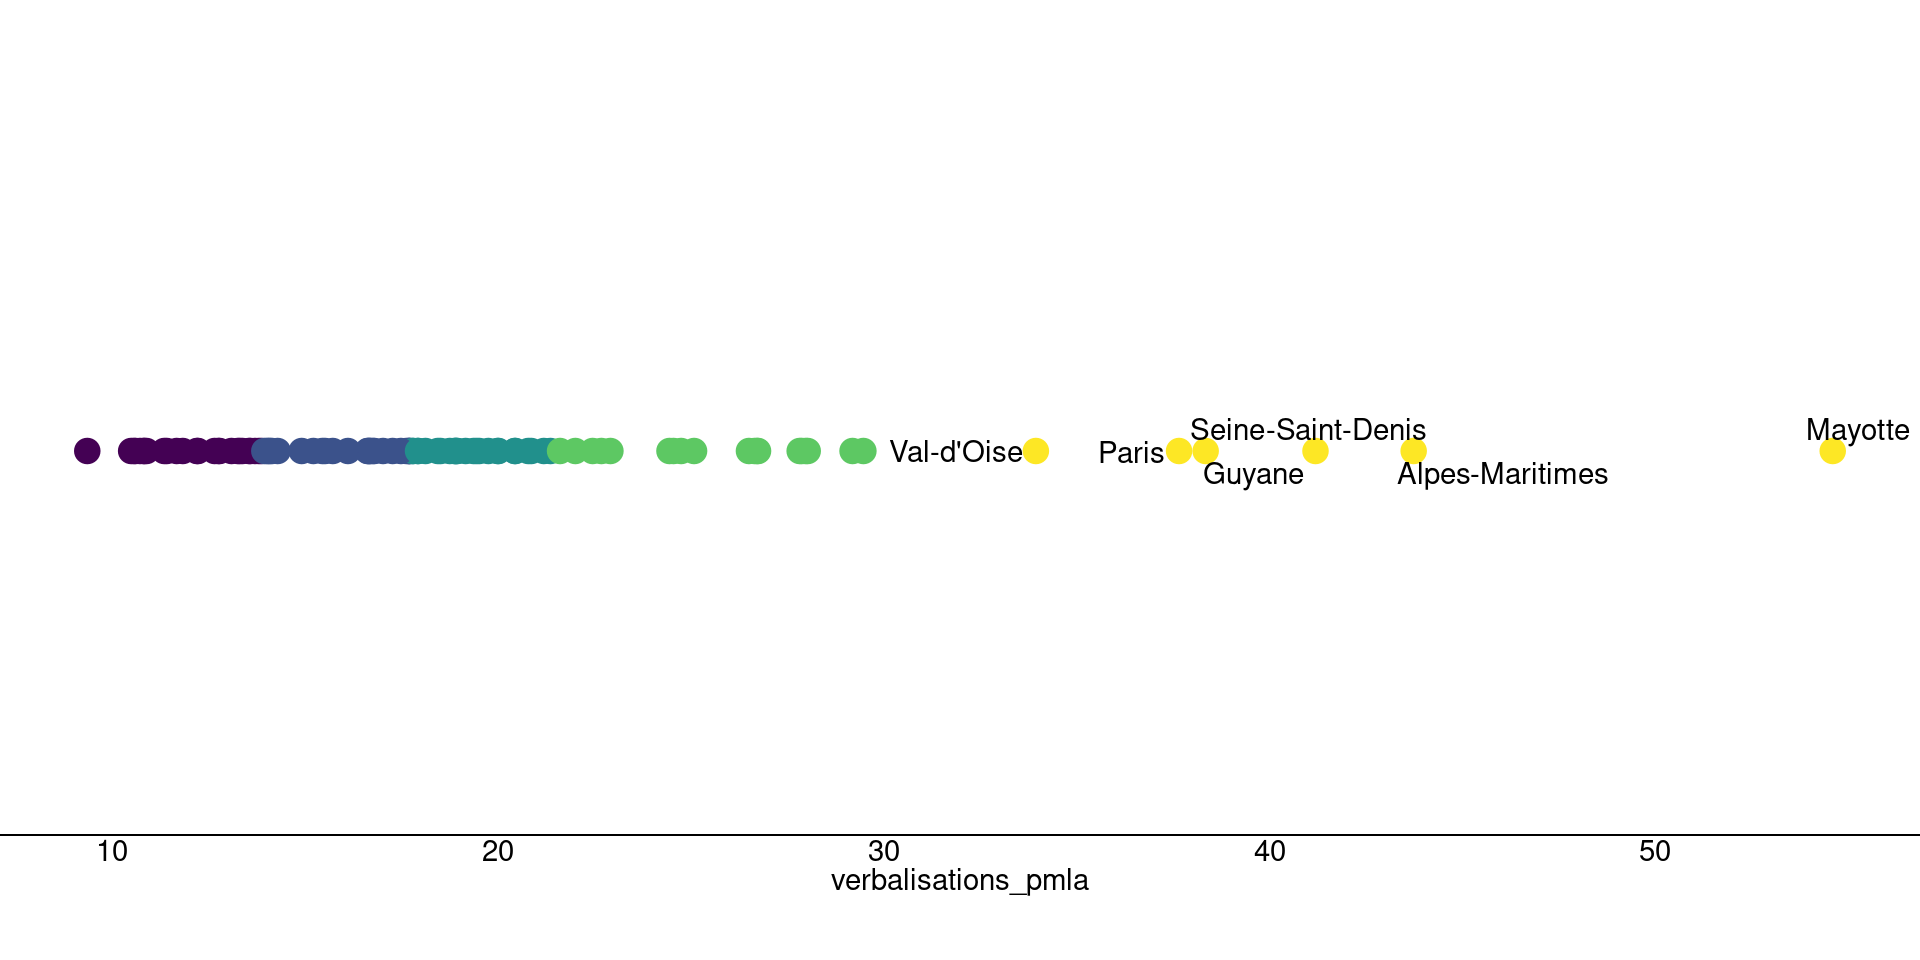 Seine-Saint-Denis
Mayotte
Val-d'Oise
Paris
Guyane
Alpes-Maritimes
10 20 30 40 50
verbalisations_pmla